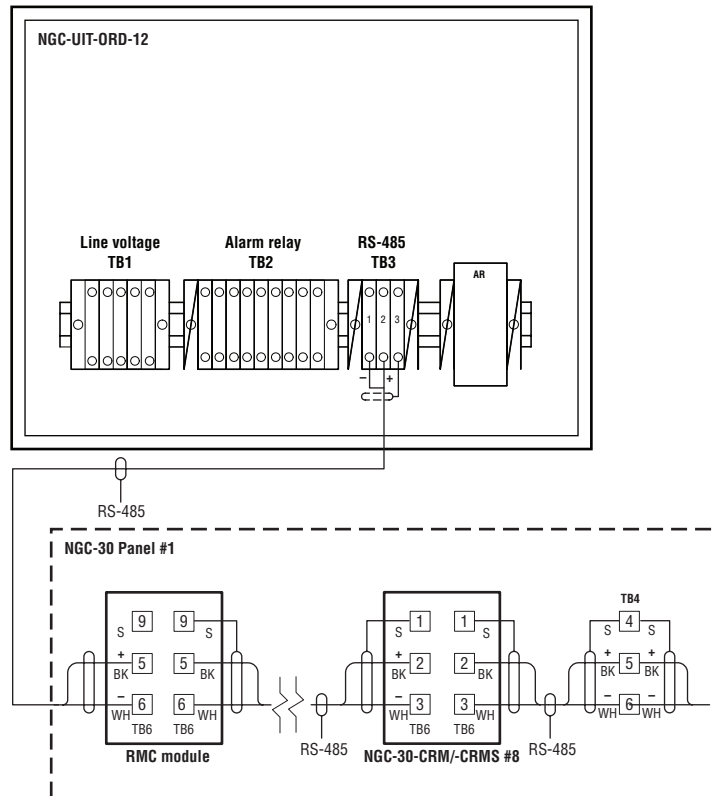 NGC-UIT-ORD-12
Line voltage
TB1
Alarm relay
TB2
RS-485
TB3
AR
1 2 3
– +
RS-485
NGC-30 Panel #1
TB4
9 9
S S
1 1
S S
4
S S
+
5 5
BK BK
+
2 2
BK BK
+ +
5
BK BK
–
6 6
WH WH
–
3 3
WH WH
– –
6
WH WH
TB6 TB6
TB6 TB6
RMC module
RS-485
NGC-30-CRM/-CRMS #8
RS-485